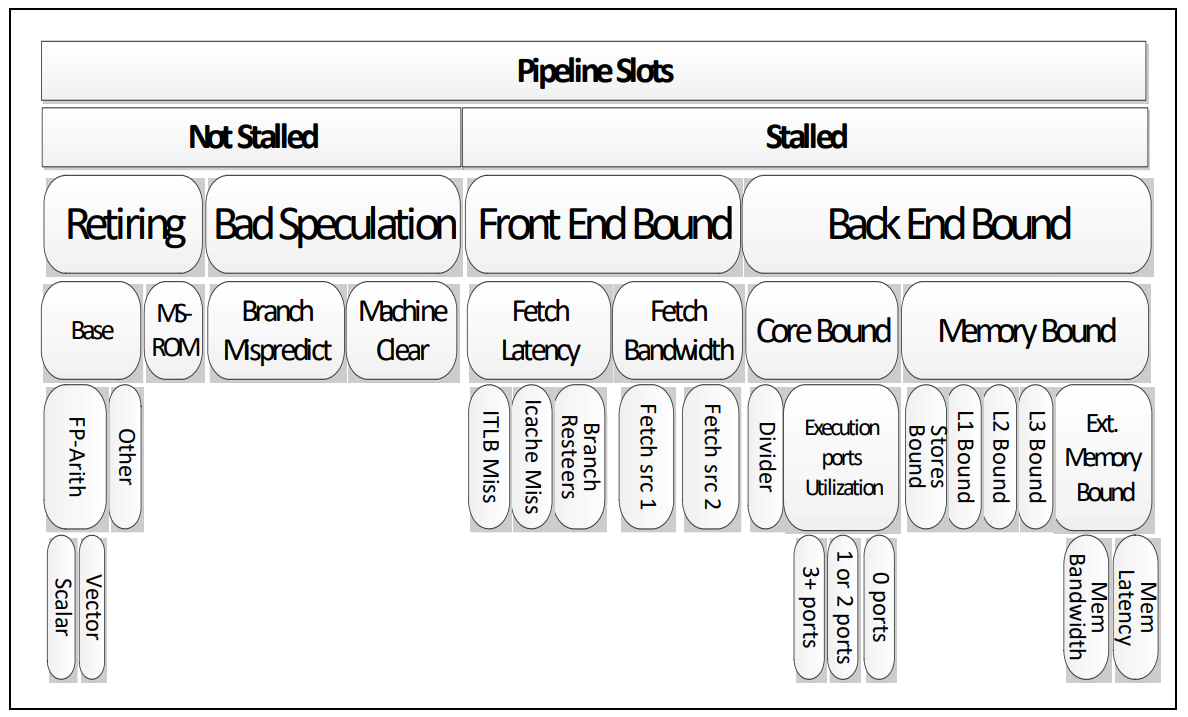 Pipeline Slots
Not Stalled
Stalled
Retiring
Bad Speculation
Front End Bound
Back End Bound
Base
MS-
ROM
Branch
Mispredict
Machine
Clear
Fetch
Latency
Fetch
Bandwidth
Core Bound
Memory Bound
FP-Arith
Other
ITLB Miss
Icache Miss
Branch
Resteers
Fetch src 1
Fetch src 2
Divider
Execution
ports
Utilization
Stores
Bound
L1 Bound
L2 Bound
L3 Bound
Ext.
Memory
Bound
Scalar
Vector
3+ ports
1 or 2 ports
0 ports
Mem
Bandwidth
Mem
Latency